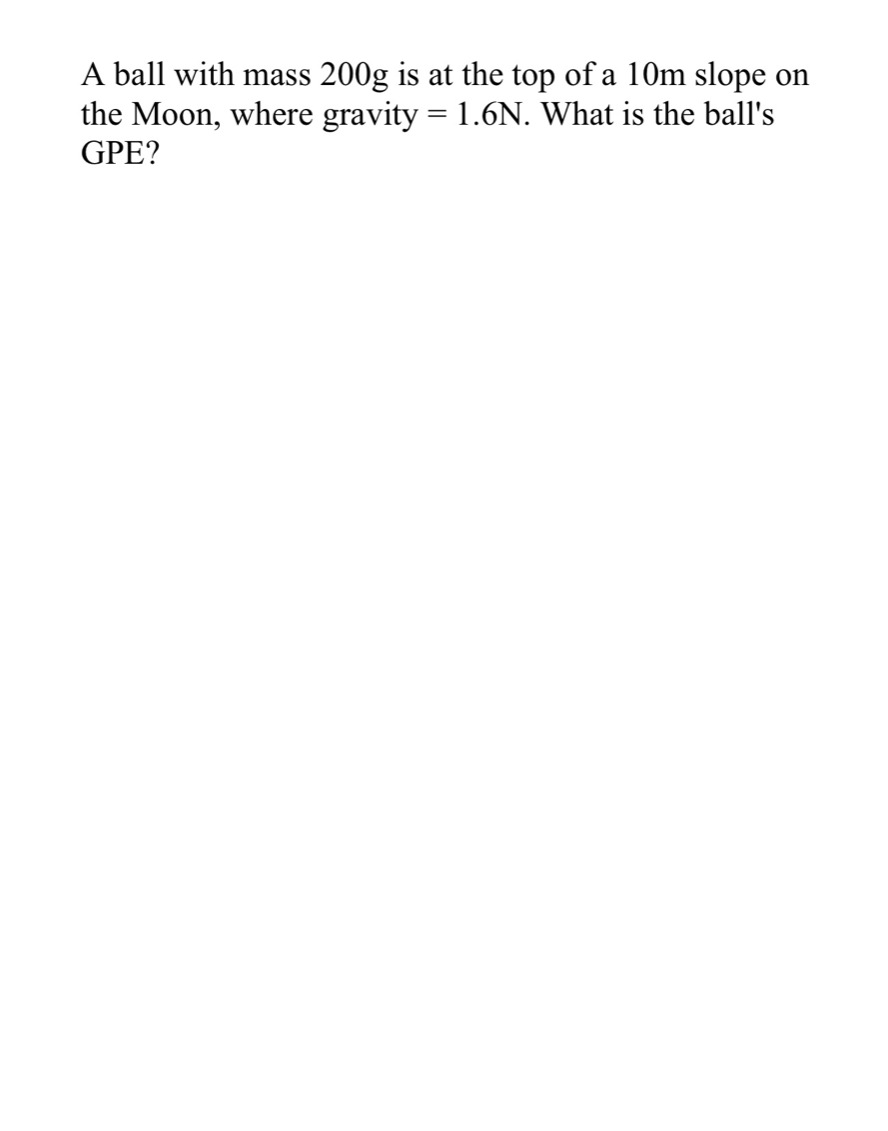 A ball with mass 200g is at the top of a 10m slope on
the Moon, where gravity = 1.6N. What is the ball's
GPE?